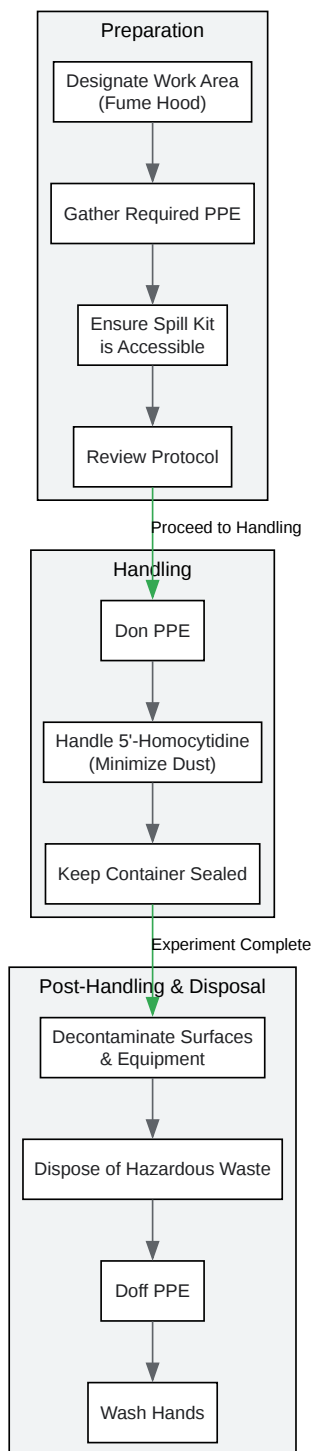 Preparation
Designate Work Area
(Fume Hood)
Gather Required PPE
Ensure Spill Kit
is Accessible
Review Protocol
Proceed to Handling
Handling
Don PPE
Handle 5'-Homocytidine
(Minimize Dust)
Keep Container Sealed
Experiment Complete
Post-Handling & Disposal
Decontaminate Surfaces
& Equipment
Dispose of Hazardous Waste
Doff PPE
Wash Hands